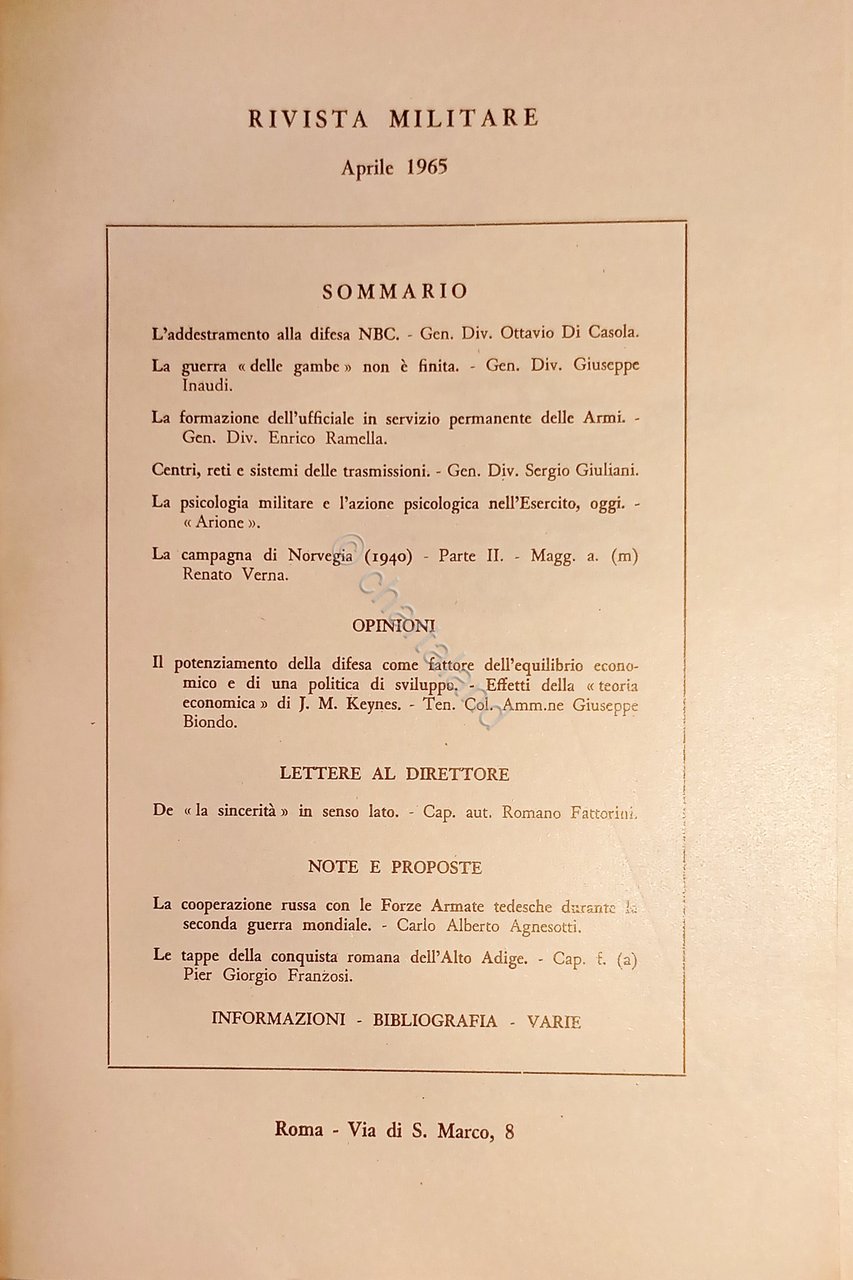 RIVISTA MILITARE
Aprile 1965
SOMMARIO
L'addestramento alla difesa NBC. - Gen. Div. Ottavio Di Casola.
La guerra « delle gambe » non è finita. - Gen. Div. Giuseppe
Inaudi.
La formazione dell'ufficiale in servizio permanente delle Armi. -
Gen. Div. Enrico Ramella.
Centri, reti e sistemi delle trasmissioni. - Gen. Div. Sergio Giuliani.
La psicologia militare e l'azione psicologica nell'Esercito, oggi. -
« Arione ».
La campagna di Norvegia (1940) - Parte II. - Magg. a. (m)
Renato Verna.
OPINIONI
Il potenziamento della difesa come fattore dell'equilibrio econo-
mico e di una politica di sviluppo. - Effetti della « teoria
economica » di J. M. Keynes. - Ten. Col. Amm.ne Giuseppe
Biondo.
LETTERE AL DIRETTORE
De « la sincerità » in senso lato. - Cap. aut. Romano Fattorini.
NOTE E PROPOSTE
La cooperazione russa con le Forze Armate tedesche durante la
seconda guerra mondiale. - Carlo Alberto Agnesotti.
Le tappe della conquista romana dell'Alto Adige. - Cap. f. (a)
Pier Giorgio Franzosi.
INFORMAZIONI - BIBLIOGRAFIA - VARIE
Roma - Via di S. Marco, 8
© chartaland